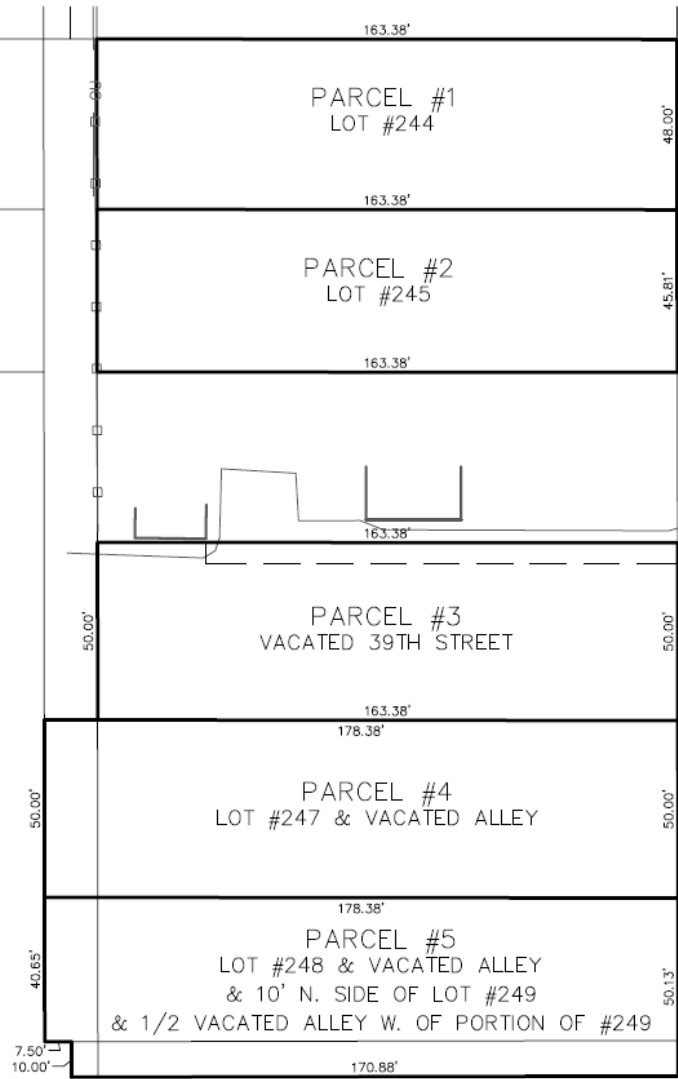 163.38'
OU
PARCEL #1
LOT #244
48.00'
163.38'
PARCEL #2
LOT #245
45.81'
163.38'
163.38'
50.00'
PARCEL #3
VACATED 39TH STREET
50.00'
163.38'
178.38'
50.00'
PARCEL #4
LOT #247 & VACATED ALLEY
50.00'
178.38'
40.65'
PARCEL #5
LOT #248 & VACATED ALLEY
& 10' N. SIDE OF LOT #249
& 1/2 VACATED ALLEY W. OF PORTION OF #249
50.13'
7.50'
10.00'
170.88'